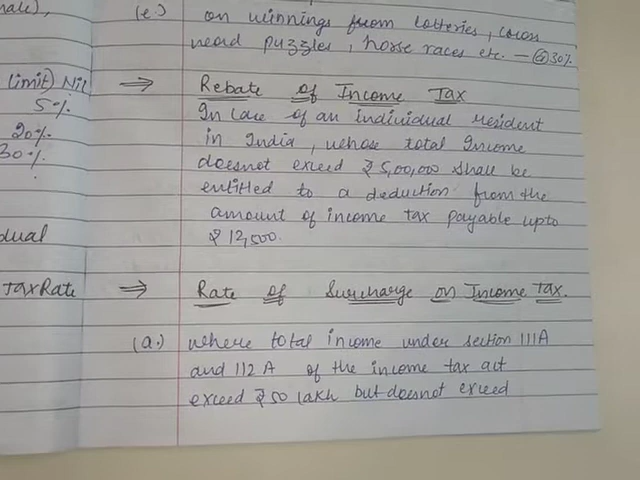 (e.) on winnings from lotteries, cross
word puzzles, horse races etc. — @ 30%
limit) Nil
5%
20%
30%
⇒ Rebate of Income Tax
In case of an individual resident
in India, whose total Income
doesnot exceed ₹ 5,00,000 shall be
entitled to a deduction from the
amount of income tax payable upto
₹ 12,500.
dual
Tax Rate ⇒ Rate of Surcharge on Income Tax.
(a.) where total income under section 111A
and 112 A of the income tax act
exceed ₹ 50 lakh but doesnot exceed